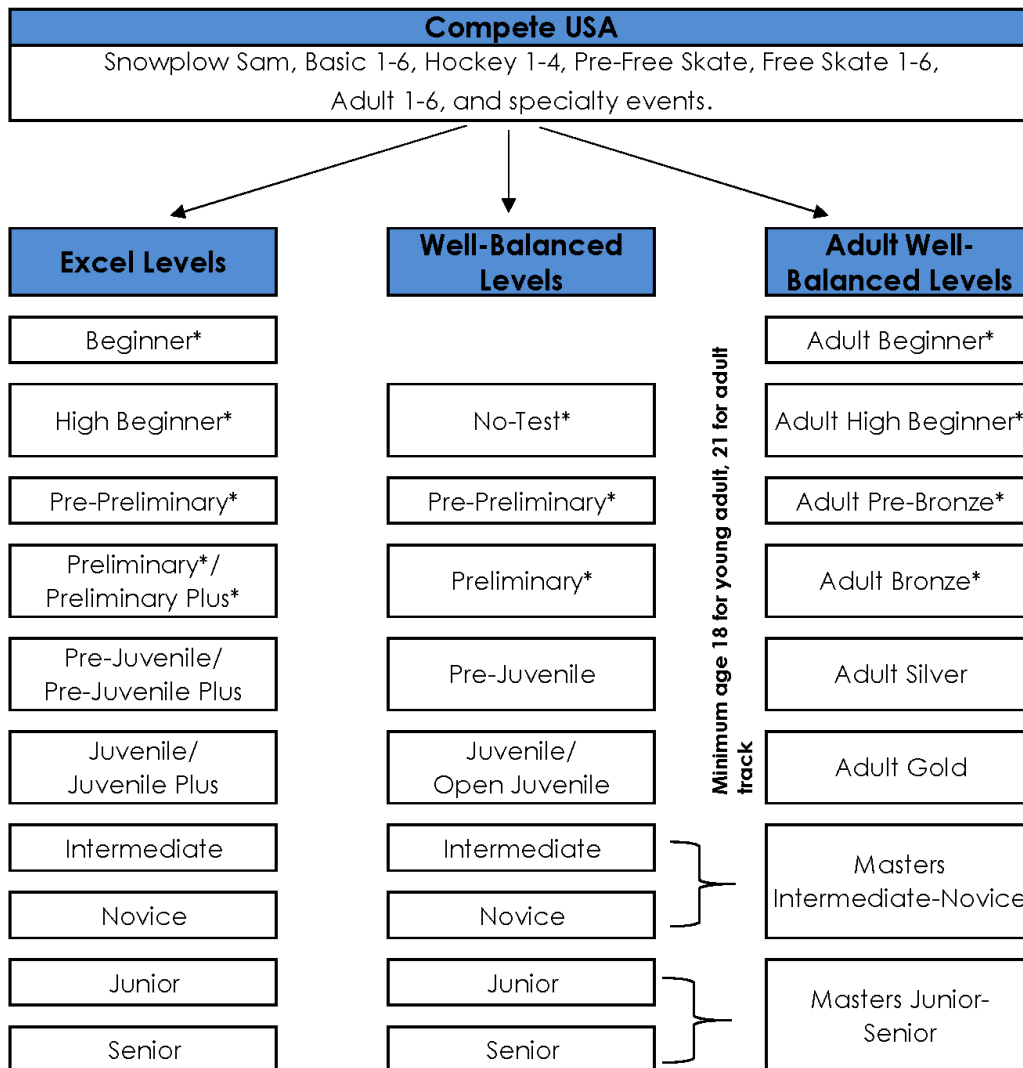 Compete USA
Snowplow Sam, Basic 1-6, Hockey 1-4, Pre-Free Skate, Free Skate 1-6,
Adult 1-6, and specialty events.
Excel Levels
Beginner*
High Beginner*
Pre-Preliminary*
Preliminary*/
Preliminary Plus*
Pre-Juvenile/
Pre-Juvenile Plus
Juvenile/
Juvenile Plus
Intermediate
Novice
Junior
Senior
Well-Balanced
Levels
No-Test*
Pre-Preliminary*
Preliminary*
Pre-Juvenile
Juvenile/
Open Juvenile
Intermediate
Novice
Junior
Senior
Minimum age 18 for young adult, 21 for adult
track
Adult Well-
Balanced Levels
Adult Beginner*
Adult High Beginner*
Adult Pre-Bronze*
Adult Bronze*
Adult Silver
Adult Gold
Masters
Intermediate-Novice
Masters Junior-
Senior